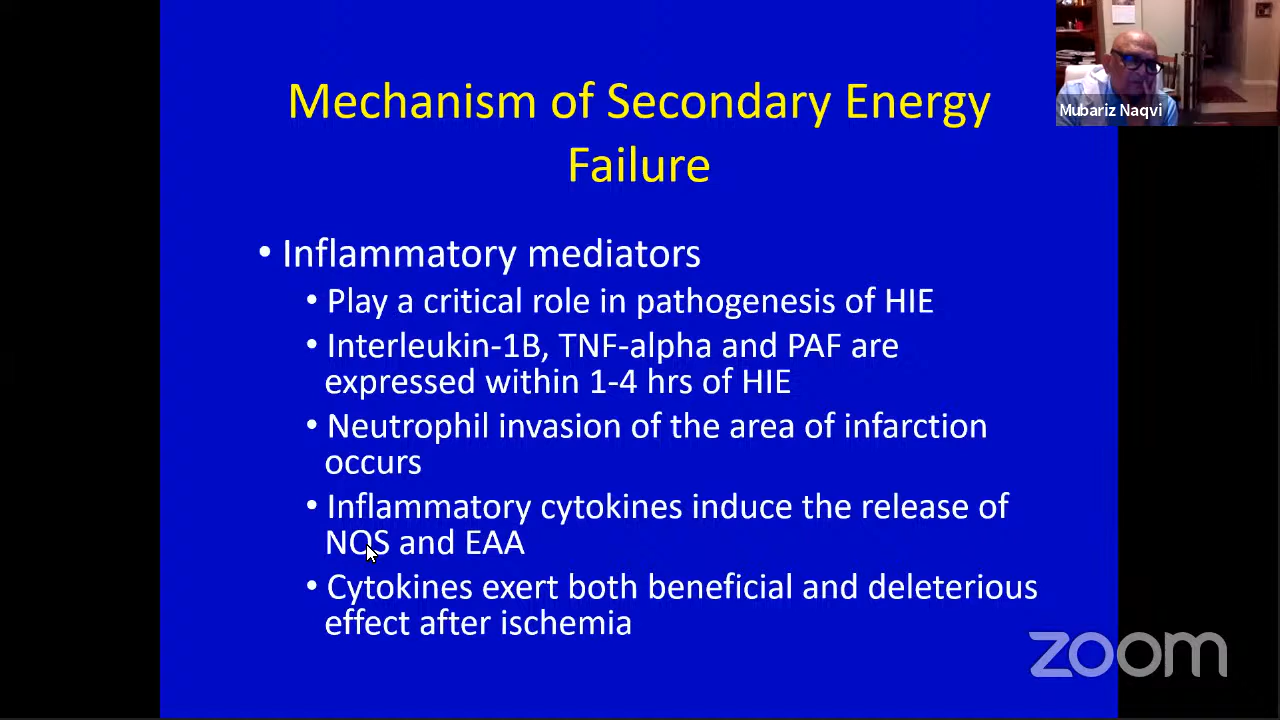 Mechanism of Secondary Energy
Failure
Mubariz Naqvi
• Inflammatory mediators
• Play a critical role in pathogenesis of HIE
• Interleukin-1B, TNF-alpha and PAF are
expressed within 1-4 hrs of HIE
• Neutrophil invasion of the area of infarction
occurs
• Inflammatory cytokines induce the release of
NOS and EAA
• Cytokines exert both beneficial and deleterious
effect after ischemia
zoom